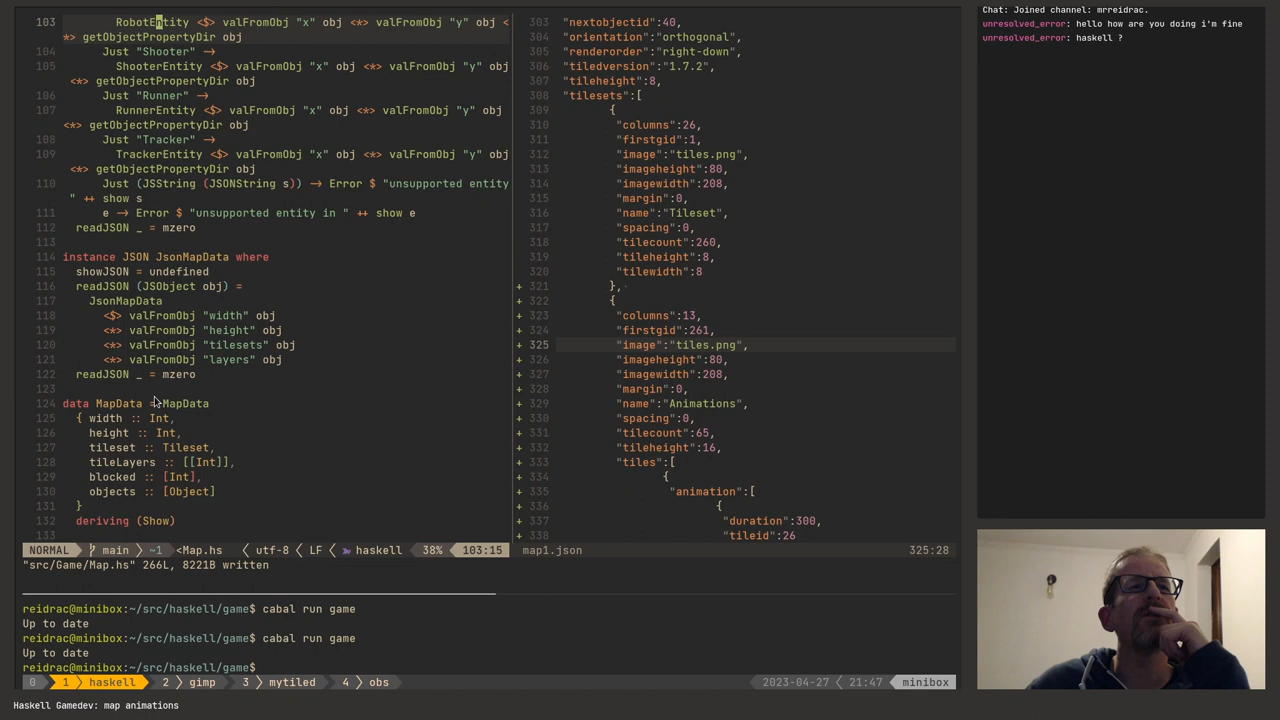 103         RobotEntity <$> valFromObj "x" obj <*> valFromObj "y" obj <
*> getObjectPropertyDir obj
104       Just "Shooter" →
105         ShooterEntity <$> valFromObj "x" obj <*> valFromObj "y" obj
 <*> getObjectPropertyDir obj
106       Just "Runner" →
107         RunnerEntity <$> valFromObj "x" obj <*> valFromObj "y" obj
<*> getObjectPropertyDir obj
108       Just "Tracker" →
109         TrackerEntity <$> valFromObj "x" obj <*> valFromObj "y" obj
 <*> getObjectPropertyDir obj
110       Just (JSString (JSONString s)) → Error $ "unsupported entity
 " ++ show s
111       e → Error $ "unsupported entity in " ++ show e
112   readJSON _ = mzero
113
114 instance JSON JsonMapData where
115   showJSON = undefined
116   readJSON (JSObject obj) =
117     JsonMapData
118       <$> valFromObj "width" obj
119       <*> valFromObj "height" obj
120       <*> valFromObj "tilesets" obj
121       <*> valFromObj "layers" obj
122   readJSON _ = mzero
123
124 data MapData = MapData
125   { width :: Int,
126     height :: Int,
127     tileset :: Tileset,
128     tileLayers :: [[Int]],
129     blocked :: [Int],
130     objects :: [Object]
131   }
132   deriving (Show)
133
NORMAL main ~1 <Map.hs utf-8 LF haskell 38% 103:15
"src/Game/Map.hs" 266L, 8221B written
303 "nextobjectid":40,
304 "orientation":"orthogonal",
305 "renderorder":"right-down",
306 "tiledversion":"1.7.2",
307 "tileheight":8,
308 "tilesets":[
309        {
310         "columns":26,
311         "firstgid":1,
312         "image":"tiles.png",
313         "imageheight":80,
314         "imagewidth":208,
315         "margin":0,
316         "name":"Tileset",
317         "spacing":0,
318         "tilecount":260,
319         "tileheight":8,
320         "tilewidth":8
+ 321        },
+ 322        {
+ 323         "columns":13,
+ 324         "firstgid":261,
+ 325         "image":"tiles.png",
+ 326         "imageheight":80,
+ 327         "imagewidth":208,
+ 328         "margin":0,
+ 329         "name":"Animations",
+ 330         "spacing":0,
+ 331         "tilecount":65,
+ 332         "tileheight":16,
+ 333         "tiles":[
+ 334                {
+ 335                 "animation":[
+ 336                        {
+ 337                         "duration":300,
+ 338                         "tileid":26
map1.json 325:28
reidrac@minibox:~/src/haskell/game$ cabal run game
Up to date
reidrac@minibox:~/src/haskell/game$ cabal run game
Up to date
reidrac@minibox:~/src/haskell/game$
0 1 haskell 2 gimp 3 mytiled 4 obs 2023-04-27 21:47 minibox
Haskell Gamedev: map animations
Chat: Joined channel: mrreidrac.
unresolved_error: hello how are you doing i'm fine
unresolved_error: haskell ?